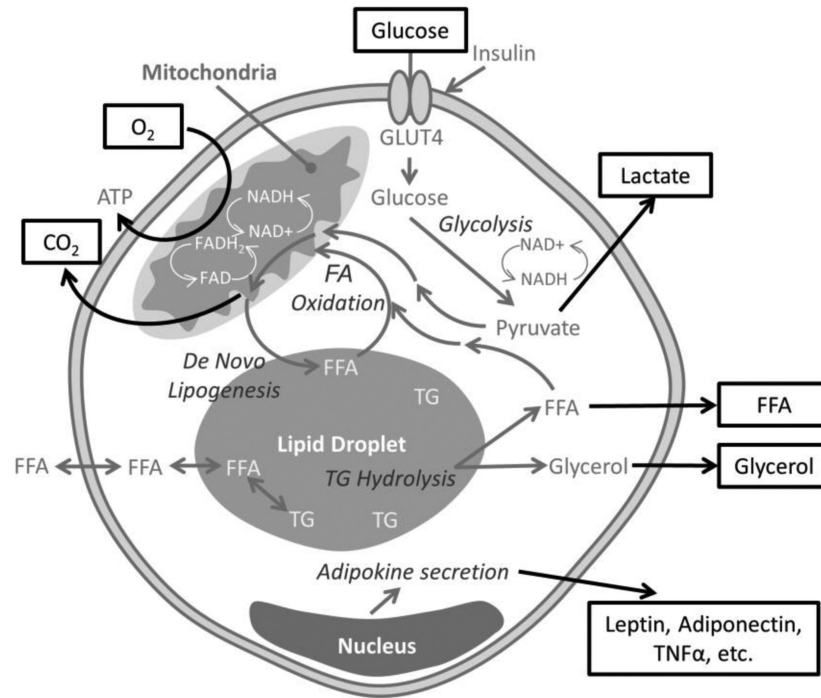 Glucose
Insulin
Mitochondria
O₂
GLUT4
ATP
NADH
Glucose
Lactate
Glycolysis
CO₂
NAD+
FADH₂
NAD+
FAD
FA
NADH
Oxidation
Pyruvate
De Novo
Lipogenesis
FFA
TG
FFA
FFA
Lipid Droplet
FFA
FFA
FFA
TG Hydrolysis
Glycerol
Glycerol
TG
TG
Adipokine secretion
Nucleus
Leptin, Adiponectin,
TNFα, etc.